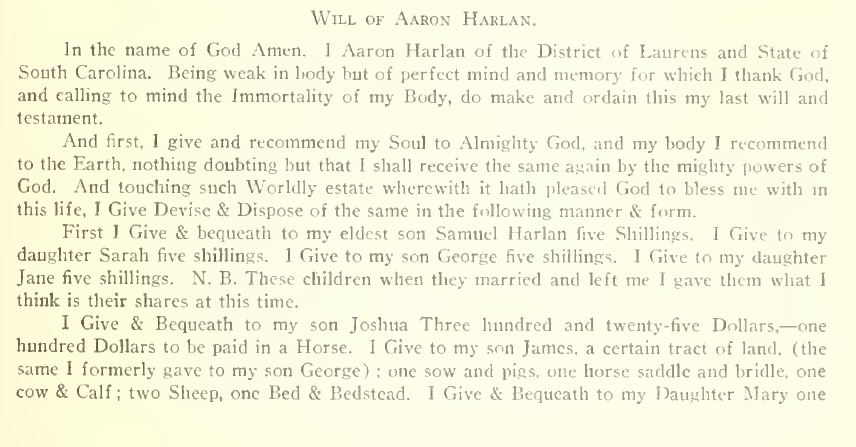 WILL OF AARON HARLAN.
In the name of God Amen. I Aaron Harlan of the District of Laurens and State of
South Carolina. Being weak in body but of perfect mind and memory for which I thank God,
and calling to mind the Immortality of my Body, do make and ordain this my last will and
testament.
And first, I give and recommend my Soul to Almighty God, and my body I recommend
to the Earth, nothing doubting but that I shall receive the same again by the mighty powers of
God. And touching such Worldly estate wherewith it hath pleased God to bless me with in
this life, I Give Devise & Dispose of the same in the following manner & form.
First I Give & bequeath to my eldest son Samuel Harlan five Shillings. I Give to my
daughter Sarah five shillings. I Give to my son George five shillings. I Give to my daughter
Jane five shillings. N. B. These children when they married and left me I gave them what I
think is their shares at this time.
I Give & Bequeath to my son Joshua Three hundred and twenty-five Dollars,—one
hundred Dollars to be paid in a Horse. I Give to my son James, a certain tract of land, (the
same I formerly gave to my son George) ; one sow and pigs, one horse saddle and bridle, one
cow & Calf ; two Sheep, one Bed & Bedstead. I Give & Bequeath to my Daughter Mary one